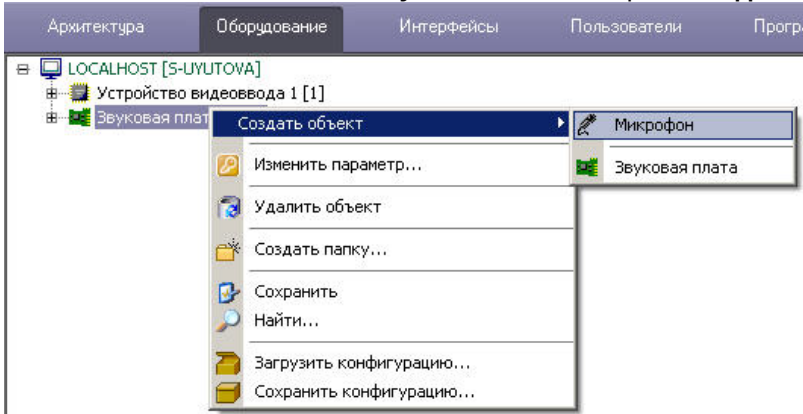 Архитектура Оборудование Интерфейсы Пользователи
LOCALHOST [S-UYUTOVA]
Устройство видеоввода 1 [1]
Звуковая
Создать объект
Микрофон
Звуковая плата
Изменить параметр...
Удалить объект
Создать папку...
Сохранить
Найти...
Загрузить конфигурацию...
Сохранить конфигурацию...